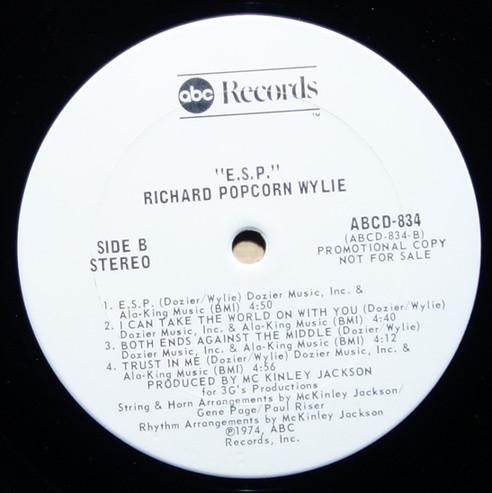 abc Records
TM
"E.S.P."
RICHARD POPCORN WYLIE
SIDE B
STEREO
ABCD-834
(ABCD-834-B)
PROMOTIONAL COPY
NOT FOR SALE
1. E.S.P. (Dozier/Wylie) Dozier Music, Inc. &
Ala-King Music (BMI) 4:50
2. I CAN TAKE THE WORLD ON WITH YOU (Dozier/Wylie)
Dozier Music, Inc. & Ala-King Music (BMI) 4:40
3. BOTH ENDS AGAINST THE MIDDLE (Dozier/Wylie)
Dozier Music, Inc. & Ala-King Music (BMI) 4:12
4. TRUST IN ME (Dozier/Wylie) Dozier Music, Inc. &
Ala-King Music (BMI) 4:56
PRODUCED BY MC KINLEY JACKSON
for 3G's Productions
String & Horn Arrangements by McKinley Jackson/
Gene Page/Paul Riser
Rhythm Arrangements by McKinley Jackson
℗1974, ABC
Records, Inc.